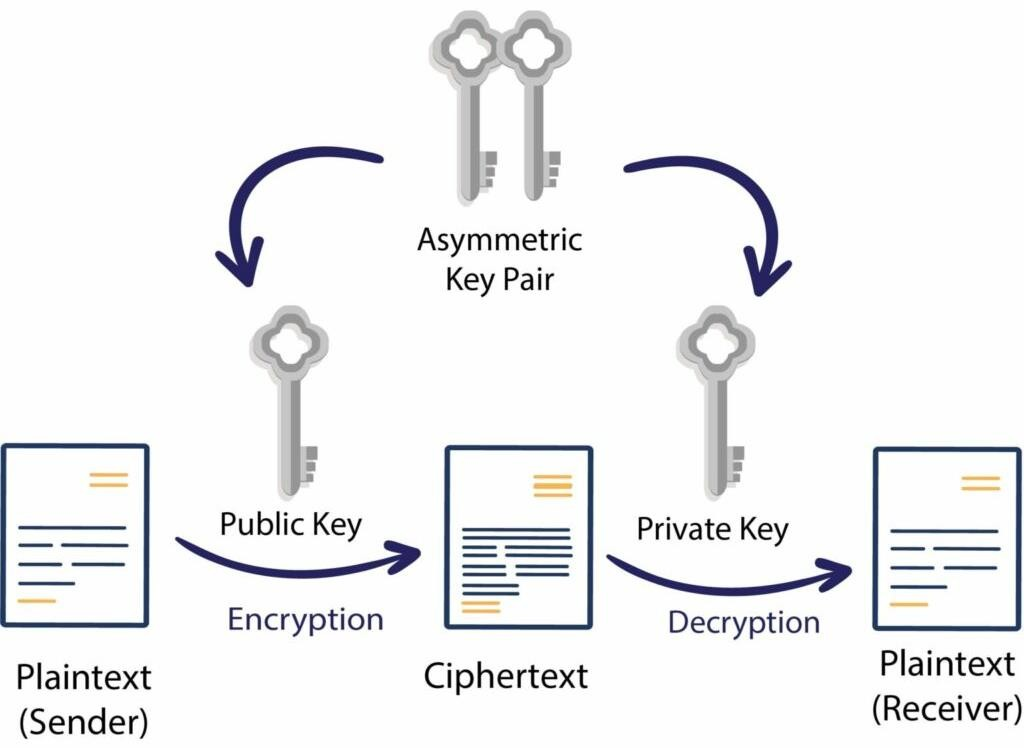 Asymmetric
Key Pair
Public Key
Private Key
Encryption
Decryption
Plaintext
(Sender)
Ciphertext
Plaintext
(Receiver)